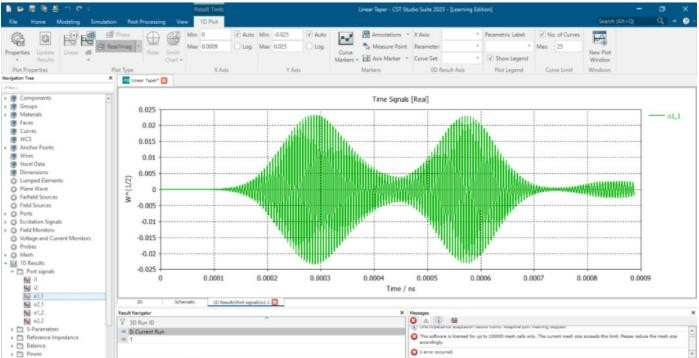 Result Tools
Linear Taper - CST Studio Suite 2025 - [Learning Edition]
File Home Modeling Simulation Post-Processing View 1D Plot
Search (Alt+Q)
Phase
Min 0 Auto Min -0.025 Auto
Annotations X Axis
Parametric Label No. of Curves
Real/Imag
Max 0.0009 Log Max 0.025 Log
Measure Point Parameter:
Max: 25
Properties Update Results Linear dB Polar Smith Chart
Curve Markers Axis Marker Curve Set:
Show Legend
New Plot Window
Plot Properties Plot Type X Axis Y Axis Markers 0D Result Axis Plot Legend Curve Limit Windows
Navigation Tree
Linear Taper*
Components
Groups
Materials
Faces
Curves
WCS
Anchor Points
Wires
Voxel Data
Dimensions
Lumped Elements
Plane Wave
Farfield Sources
Field Sources
Ports
Excitation Signals
Field Monitors
Voltage and Current Monitors
Probes
Mesh
1D Results
Port signals
i1
i2
o1,1
o2,1
o1,2
o2,2
S-Parameters
Reference Impedance
Balance
Power
Time Signals [Real]
o1,1
0.025
0.02
0.015
0.01
0.005
0
-0.005
-0.01
-0.015
-0.02
-0.025
W^(1/2)
0 0.0001 0.0002 0.0003 0.0004 0.0005 0.0006 0.0007 0.0008 0.0009
Time / ns
3D Schematic 1D Results\Port signals\o1,1
Result Navigator
3D Run ID
0: Current Run
1
Messages
This software is licensed for up to 100000 mesh cells only. The current mesh size exceeds this limit. Please reduce the mesh size
accordingly.
1 error occurred.